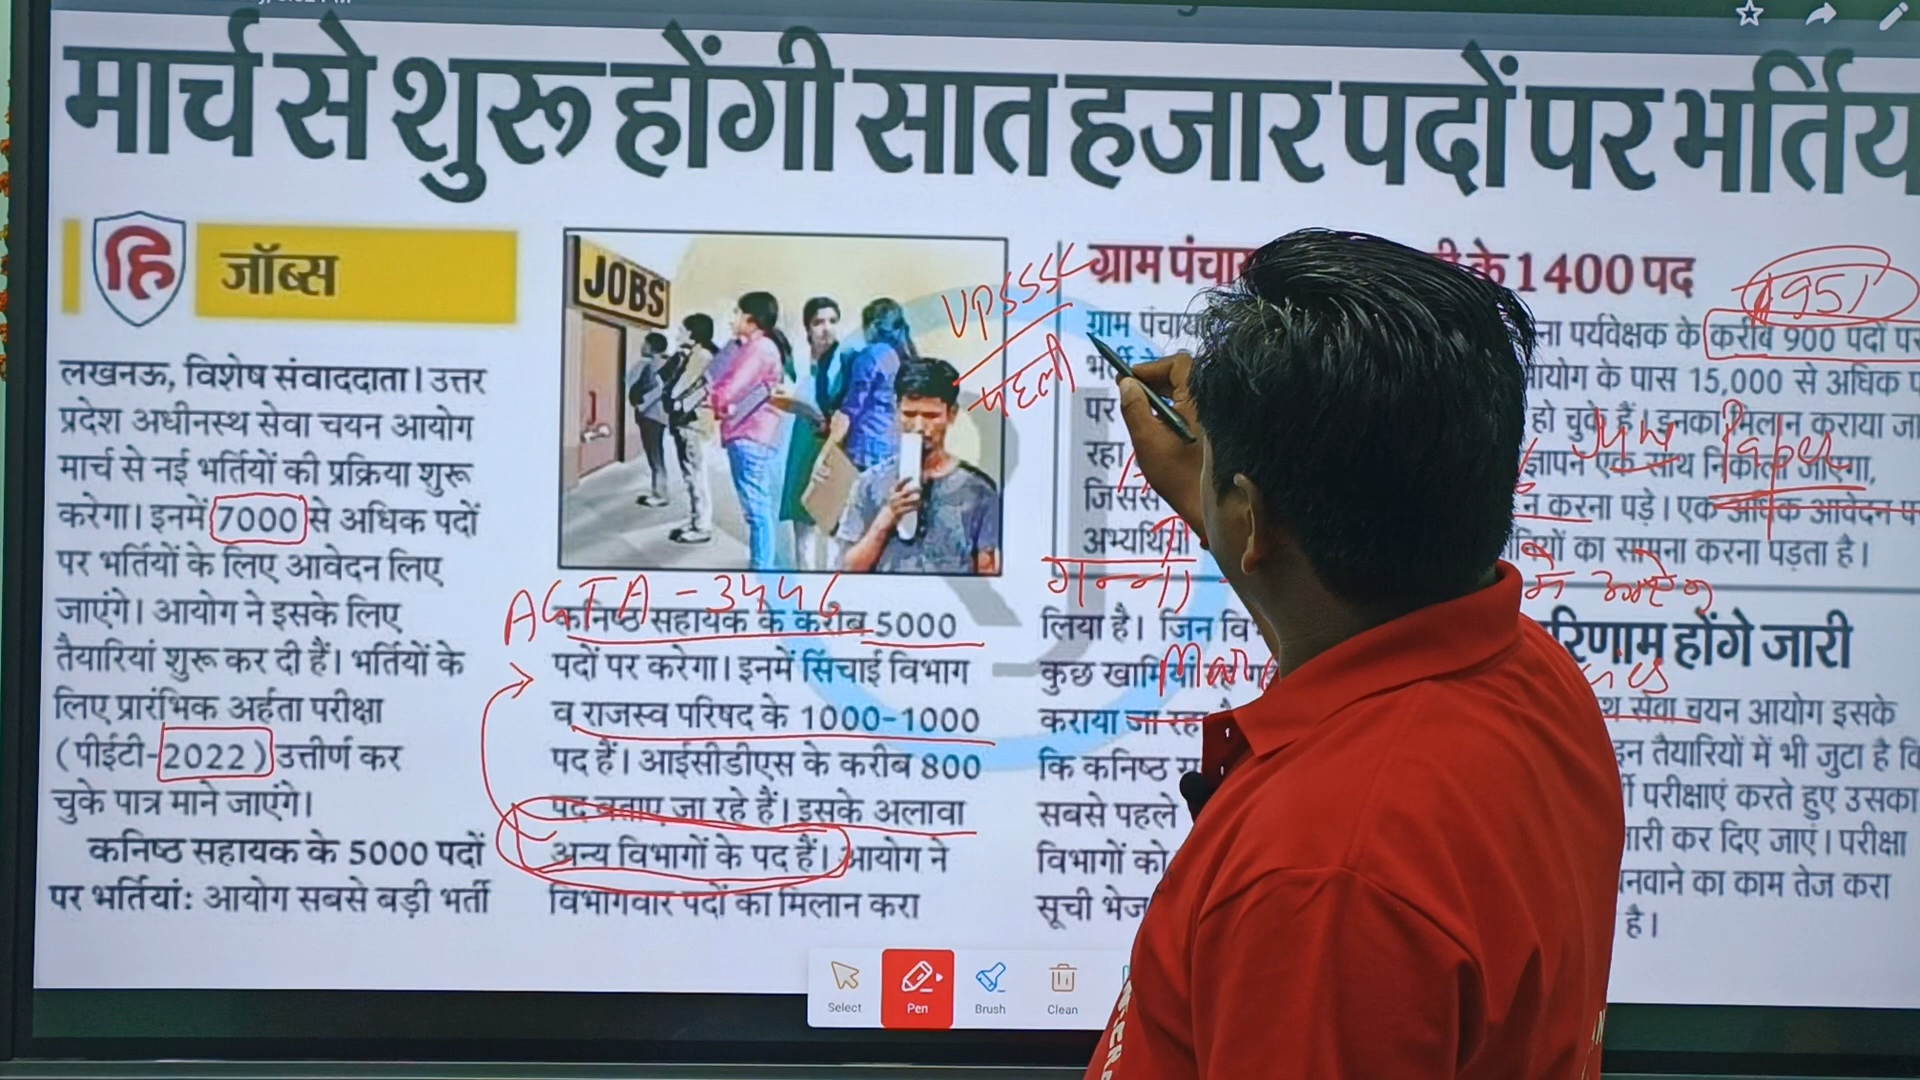 मार्च से शुरू होंगी सात हजार पदों पर भर्तिय
हि जॉब्स
लखनऊ, विशेष संवाददाता। उत्तर
प्रदेश अधीनस्थ सेवा चयन आयोग
मार्च से नई भर्तियों की प्रक्रिया शुरू
करेगा। इनमें 7000 से अधिक पदों
पर भर्तियों के लिए आवेदन लिए
जाएंगे। आयोग ने इसके लिए
तैयारियां शुरू कर दी हैं। भर्तियों के
लिए प्रारंभिक अर्हता परीक्षा
(पीईटी-2022) उत्तीर्ण कर
चुके पात्र माने जाएंगे।
कनिष्ठ सहायक के 5000 पदों
पर भर्तियां: आयोग सबसे बड़ी भर्ती
JOBS
UPSSSC
पहली
AGTA - 3446
कनिष्ठ सहायक के करीब 5000
पदों पर करेगा। इनमें सिंचाई विभाग
व राजस्व परिषद के 1000-1000
पद हैं। आईसीडीएस के करीब 800
पद बताए जा रहे हैं। इसके अलावा
अन्य विभागों के पद हैं। आयोग ने
विभागवार पदों का मिलान करा
ग्राम पंचाय के 1400 पद
ग्राम पंचाय ना पर्यवेक्षक के करीब 900 पदों पर
योग के पास 15,000 से अधिक प
पर हो चुके हैं। इनका मिलान कराया जा
रहा ज्ञापन एक साथ निकाला जाएगा,
जिसस न करना पड़े। एक अधिक आवेदन प
अभ्यर्थियों का सामना करना पड़ता है।
951
Paper
गन्ना
लिया है। जिन वि
कुछ खामियां
कराया जा रहा
कि कनिष्ठ
सबसे पहले
विभागों को
सूची भेज
रिणाम होंगे जारी
थ सेवा चयन आयोग इसके
इन तैयारियों में भी जुटा है कि
परीक्षाएं करते हुए उसका
ारी कर दिए जाएं। परीक्षा
नवाने का काम तेज करा
है।
Select
Pen
Brush
Clean